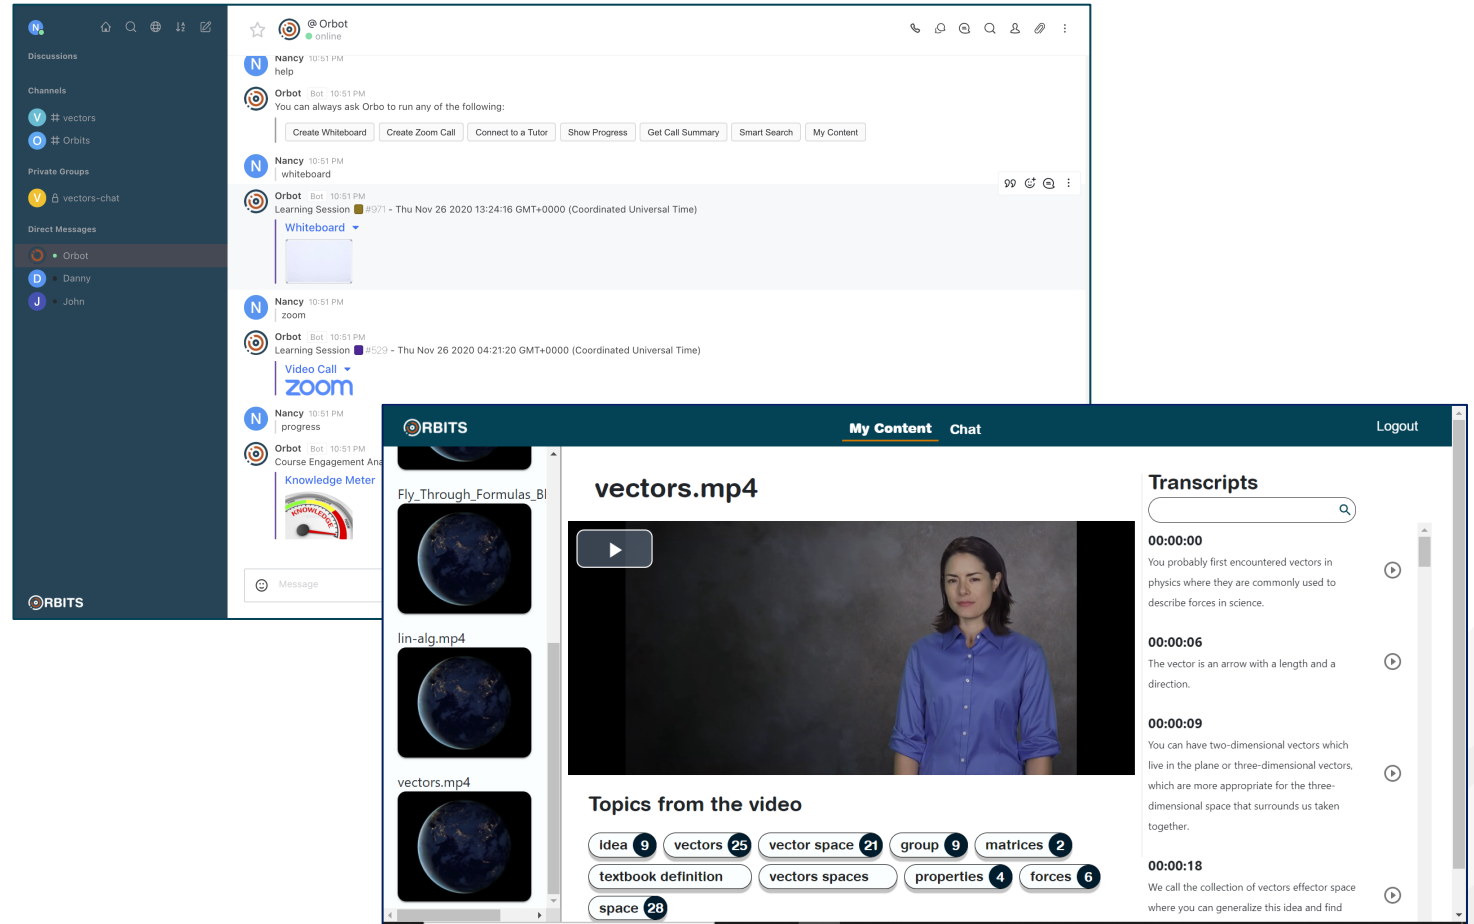 N
@ Orbot
online
Discussions
Channels
V # vectors
O # Orbits
Private Groups
V vectors-chat
Direct Messages
Orbot
D Danny
J John
ORBITS
N Nancy 10:51 PM
help
Orbot Bot 10:51 PM
You can always ask Orbo to run any of the following:
Create Whiteboard Create Zoom Call Connect to a Tutor Show Progress Get Call Summary Smart Search My Content
N Nancy 10:51 PM
whiteboard
Orbot Bot 10:51 PM
Learning Session #971 - Thu Nov 26 2020 13:24:16 GMT+0000 (Coordinated Universal Time)
Whiteboard
N Nancy 10:51 PM
zoom
Orbot Bot 10:51 PM
Learning Session #529 - Thu Nov 26 2020 04:21:20 GMT+0000 (Coordinated Universal Time)
Video Call
zoom
N Nancy 10:51 PM
progress
Orbot Bot 10:51 PM
Course Engagement Ana
Knowledge Meter
KNOWLEDGE
Message
ORBITS
My Content Chat
Logout
Fly_Through_Formulas_Bl
lin-alg.mp4
vectors.mp4
vectors.mp4
Topics from the video
idea 9 vectors 25 vector space 21 group 9 matrices 2
textbook definition vectors spaces properties 4 forces 6
space 28
Transcripts
00:00:00
You probably first encountered vectors in
physics where they are commonly used to
describe forces in science.
00:00:06
The vector is an arrow with a length and a
direction.
00:00:09
You can have two-dimensional vectors which
live in the plane or three-dimensional vectors,
which are more appropriate for the three-
dimensional space that surrounds us taken
together.
00:00:18
We call the collection of vectors effector space
where you can generalize this idea and find